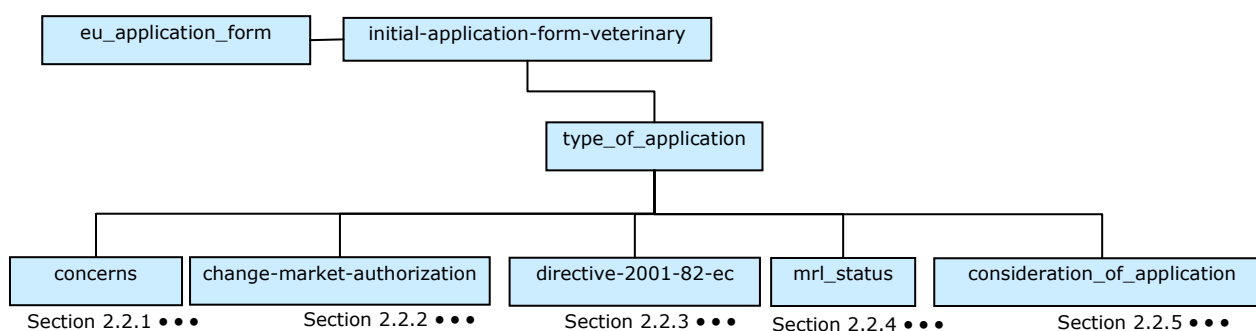 eu_application_form
initial-application-form-veterinary
type_of_application
concerns
change-market-authorization
directive-2001-82-ec
mrl_status
consideration_of_application
Section 2.2.1 •••
Section 2.2.2 •••
Section 2.2.3 •••
Section 2.2.4 •••
Section 2.2.5 •••